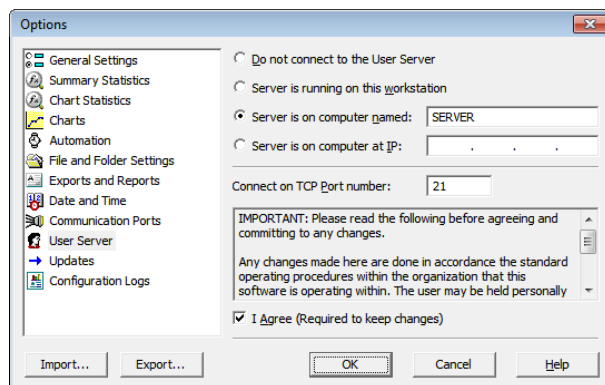 Options
General Settings
Summary Statistics
Chart Statistics
Charts
Automation
File and Folder Settings
Exports and Reports
Date and Time
Communication Ports
User Server
Updates
Configuration Logs
Do not connect to the User Server
Server is running on this workstation
Server is on computer named: SERVER
Server is on computer at IP: . . .
Connect on TCP Port number: 21
IMPORTANT: Please read the following before agreeing and
committing to any changes.
Any changes made here are done in accordance the standard
operating procedures within the organization that this
software is operating within. The user may be held personally
I Agree (Required to keep changes)
Import... Export... OK Cancel Help